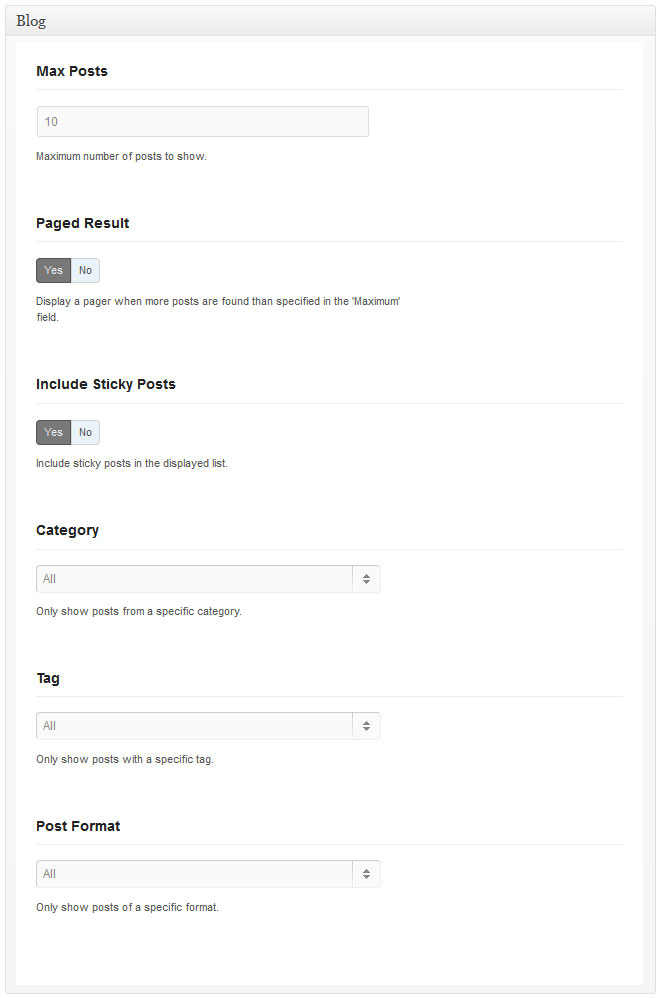 Blog
Max Posts
10
Maximum number of posts to show.
Paged Result
Yes No
Display a pager when more posts are found than specified in the 'Maximum'
field.
Include Sticky Posts
Yes No
Include sticky posts in the displayed list.
Category
All
Only show posts from a specific category.
Tag
All
Only show posts with a specific tag.
Post Format
All
Only show posts of a specific format.